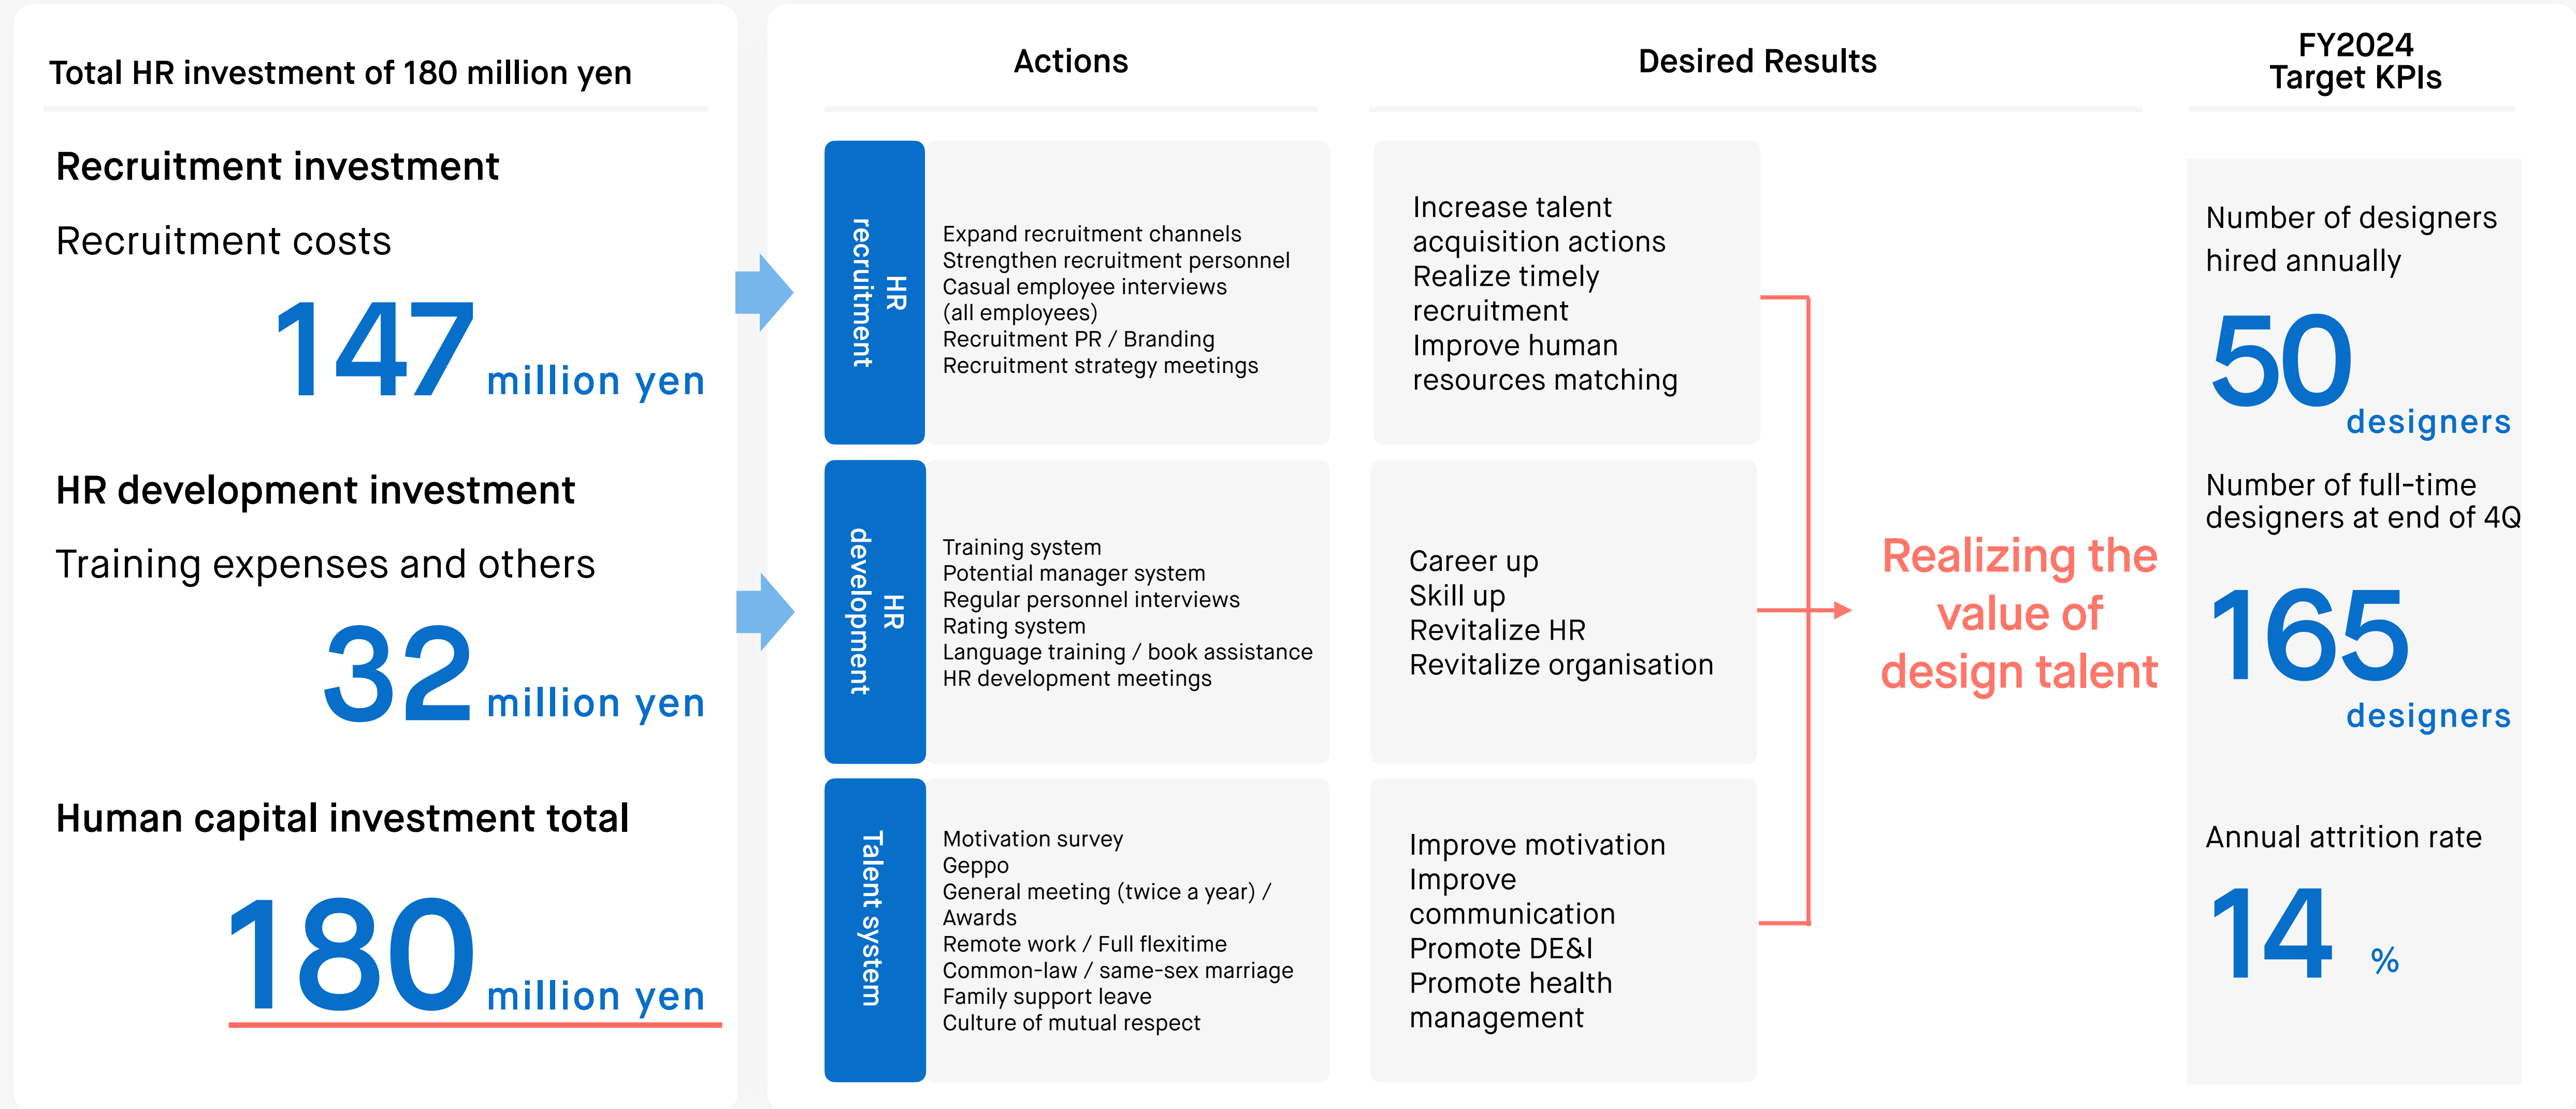 Total HR investment of 180 million yen
Recruitment investment
Recruitment costs
147 million yen
HR development investment
Training expenses and others
32 million yen
Human capital investment total
180 million yen
Actions
Desired Results
FY2024
Target KPIs
HR
recruitment
Expand recruitment channels
Strengthen recruitment personnel
Casual employee interviews
(all employees)
Recruitment PR / Branding
Recruitment strategy meetings
Increase talent
acquisition actions
Realize timely
recruitment
Improve human
resources matching
HR
development
Training system
Potential manager system
Regular personnel interviews
Rating system
Language training / book assistance
HR development meetings
Career up
Skill up
Revitalize HR
Revitalize organisation
Talent system
Motivation survey
Geppo
General meeting (twice a year) /
Awards
Remote work / Full flexitime
Common-law / same-sex marriage
Family support leave
Culture of mutual respect
Improve motivation
Improve
communication
Promote DE&I
Promote health
management
Realizing the
value of
design talent
Number of designers
hired annually
50
designers
Number of full-time
designers at end of 4Q
165
designers
Annual attrition rate
14 %